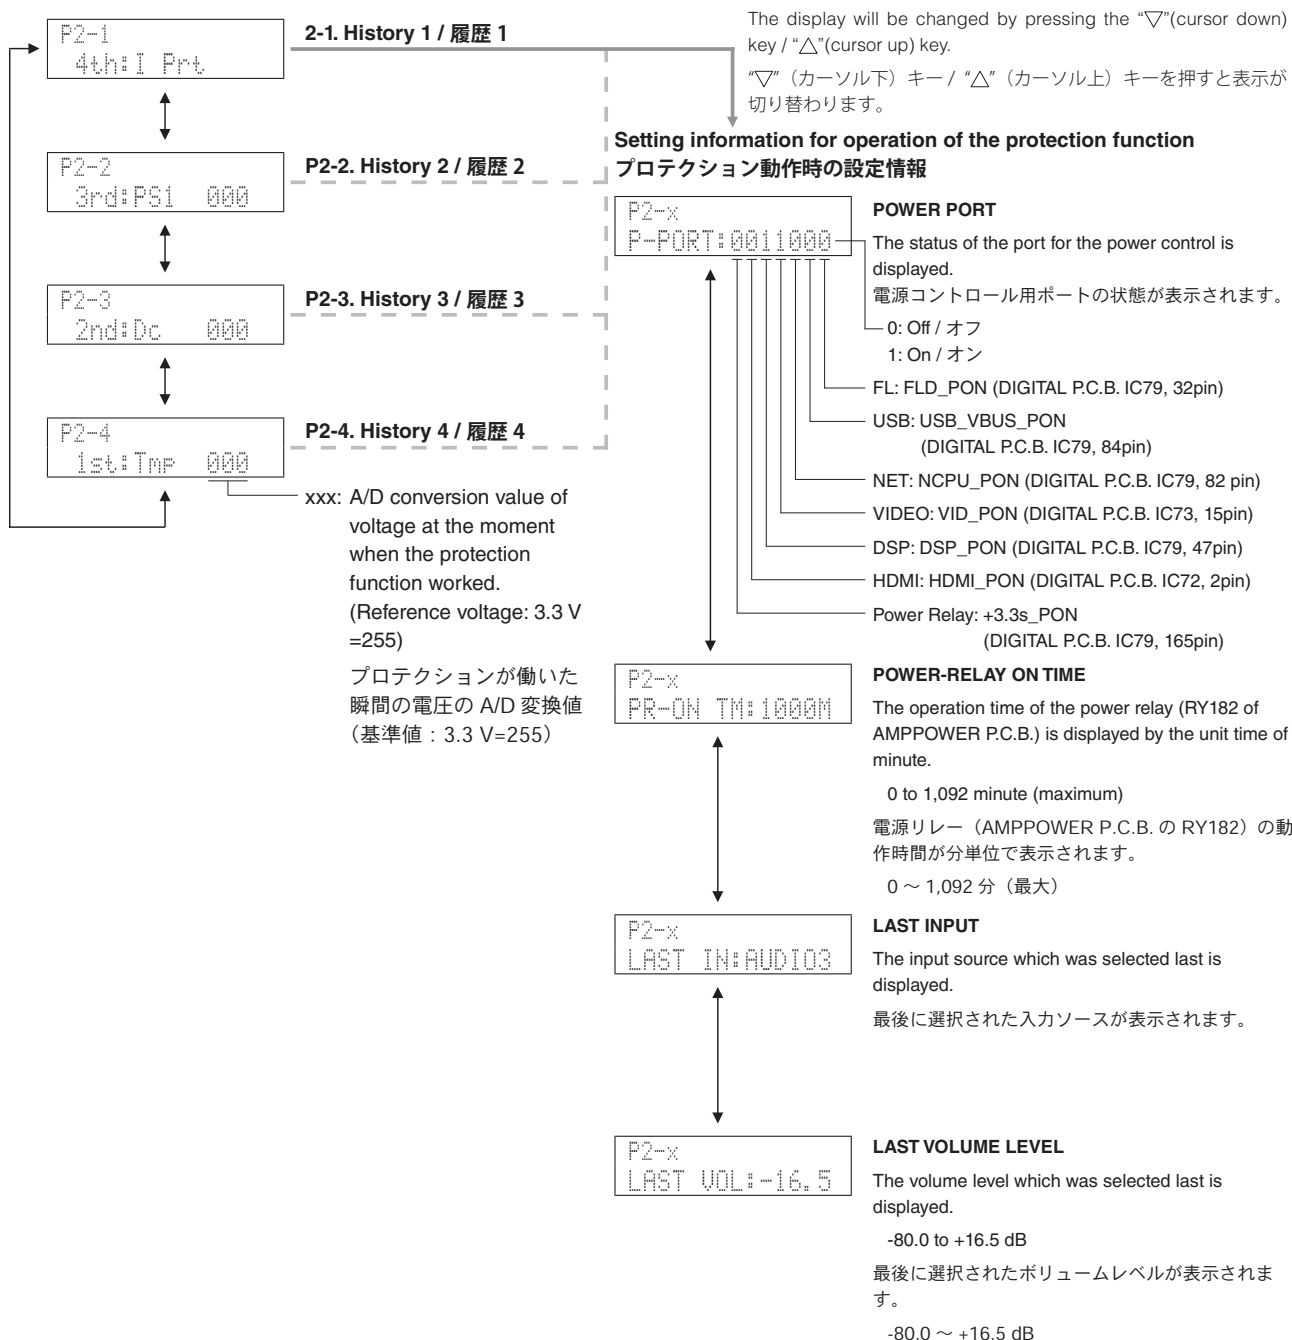 P2-1
4th:I Prt
2-1. History 1 / 履歴 1
P2-2
3rd:PS1 000
P2-2. History 2 / 履歴 2
P2-3
2nd:Dc 000
P2-3. History 3 / 履歴 3
P2-4
1st:Tmp 000
P2-4. History 4 / 履歴 4
xxx: A/D conversion value of
voltage at the moment
when the protection
function worked.
(Reference voltage: 3.3 V
=255)
プロテクションが働いた
瞬間の電圧の A/D 変換値
（基準値：3.3 V=255）
The display will be changed by pressing the “▽”(cursor down)
key / “△”(cursor up) key.
“▽”（カーソル下）キー / “△”（カーソル上）キーを押すと表示が
切り替わります。
Setting information for operation of the protection function
プロテクション動作時の設定情報
P2-x
P-PORT:0011000
POWER PORT
The status of the port for the power control is
displayed.
電源コントロール用ポートの状態が表示されます。
0: Off / オフ
1: On / オン
FL: FLD_PON (DIGITAL P.C.B. IC79, 32pin)
USB: USB_VBUS_PON
(DIGITAL P.C.B. IC79, 84pin)
NET: NCPU_PON (DIGITAL P.C.B. IC79, 82 pin)
VIDEO: VID_PON (DIGITAL P.C.B. IC73, 15pin)
DSP: DSP_PON (DIGITAL P.C.B. IC79, 47pin)
HDMI: HDMI_PON (DIGITAL P.C.B. IC72, 2pin)
Power Relay: +3.3s_PON
(DIGITAL P.C.B. IC79, 165pin)
P2-x
PR-ON TM:1000M
POWER-RELAY ON TIME
The operation time of the power relay (RY182 of
AMPPOWER P.C.B.) is displayed by the unit time of
minute.
0 to 1,092 minute (maximum)
電源リレー（AMPPOWER P.C.B. の RY182）の動
作時間が分単位で表示されます。
0 ～ 1,092 分（最大）
P2-x
LAST IN:AUDIO3
LAST INPUT
The input source which was selected last is
displayed.
最後に選択された入力ソースが表示されます。
P2-x
LAST VOL:-16.5
LAST VOLUME LEVEL
The volume level which was selected last is
displayed.
-80.0 to +16.5 dB
最後に選択されたボリュームレベルが表示されま
す。
-80.0 ～ +16.5 dB